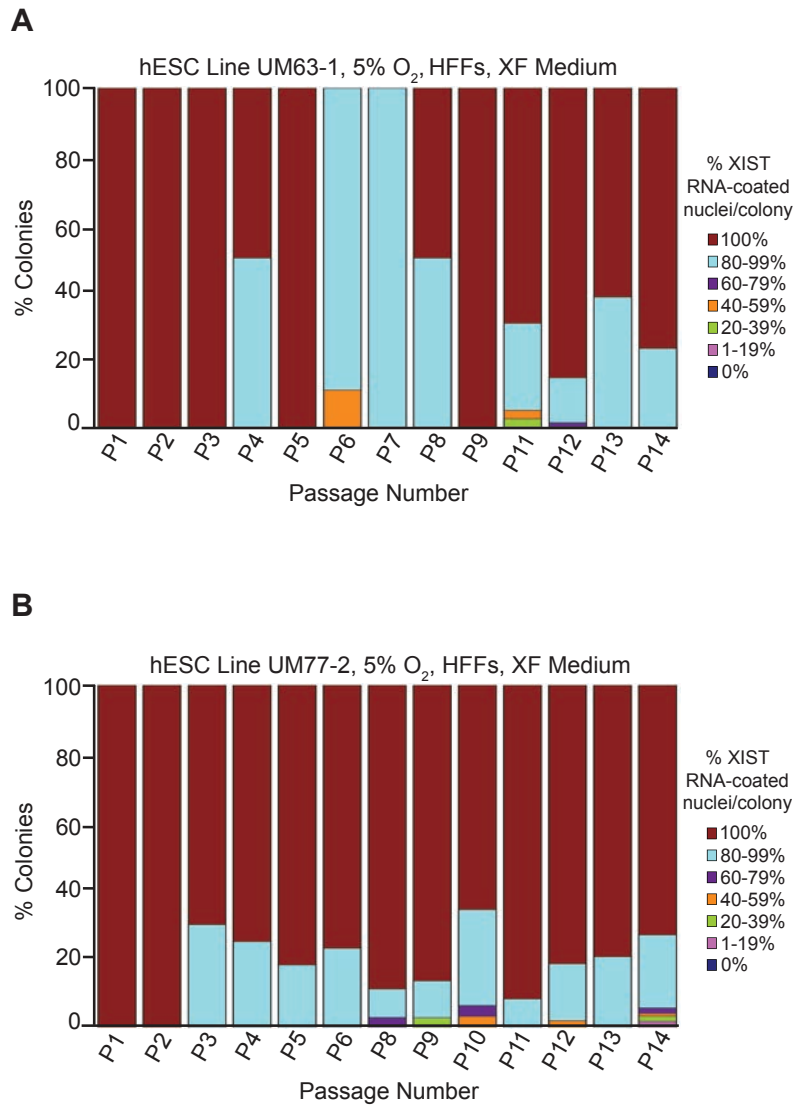 A
hESC Line UM63-1, 5% O2, HFFs, XF Medium
100
80
60
40
20
0
% Colonies
P1 P2 P3 P4 P5 P6 P7 P8 P9 P11 P12 P13 P14
Passage Number
% XIST
RNA-coated
nuclei/colony
100%
80-99%
60-79%
40-59%
20-39%
1-19%
0%
B
hESC Line UM77-2, 5% O2, HFFs, XF Medium
100
80
60
40
20
0
% Colonies
P1 P2 P3 P4 P5 P6 P8 P9 P10 P11 P12 P13 P14
Passage Number
% XIST
RNA-coated
nuclei/colony
100%
80-99%
60-79%
40-59%
20-39%
1-19%
0%